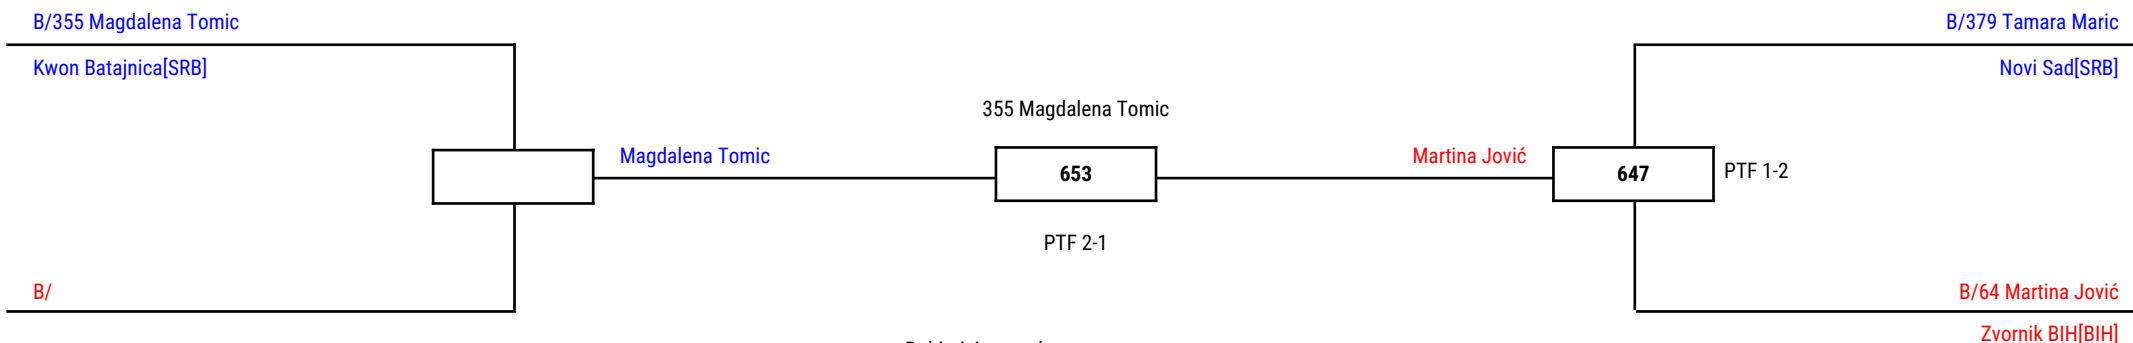 B/355 Magdalena Tomic
Kwon Batajnica[SRB]
B/
Magdalena Tomic
355 Magdalena Tomic
653
PTF 2-1
Martina Jović
647
PTF 1-2
B/379 Tamara Maric
Novi Sad[SRB]
B/64 Martina Jović
Zvornik BIH[BIH]